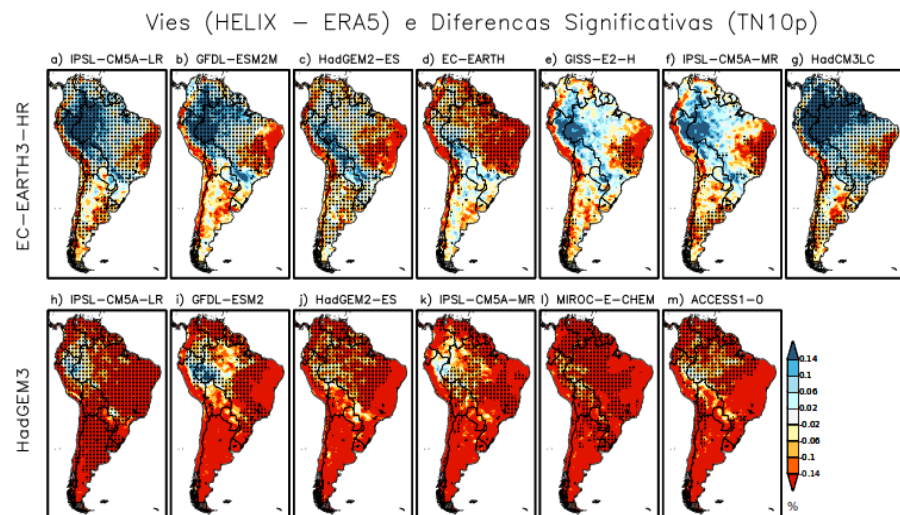 Vies (HELIX – ERA5) e Diferencas Significativas (TN10p)
a) IPSL–CM5A–LR b) GFDL–ESM2M c) HadGEM2–ES d) EC–EARTH e) GISS–E2–H f) IPSL–CM5A–MR g) HadCM3LC
EC–EARTH3–HR
h) IPSL–CM5A–LR i) GFDL–ESM2 j) HadGEM2–ES k) IPSL–CM5A–MR l) MIROC–E–CHEM m) ACCESS1–0
HadGEM3
0.14
0.1
0.06
0.02
-0.02
-0.06
-0.1
-0.14
%